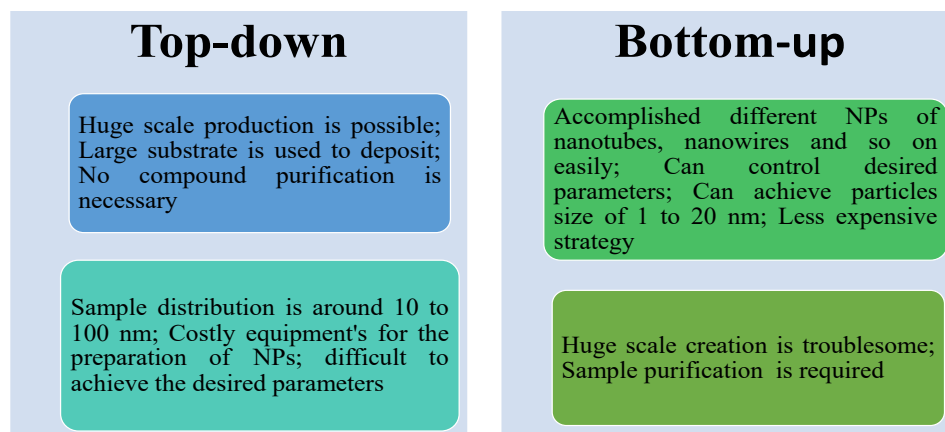 Top-down
Huge scale production is possible;
Large substrate is used to deposit;
No compound purification is
necessary
Sample distribution is around 10 to
100 nm; Costly equipment's for the
preparation of NPs; difficult to
achieve the desired parameters
Bottom-up
Accomplished different NPs of
nanotubes, nanowires and so on
easily; Can control desired
parameters; Can achieve particles
size of 1 to 20 nm; Less expensive
strategy
Huge scale creation is troublesome;
Sample purification is required